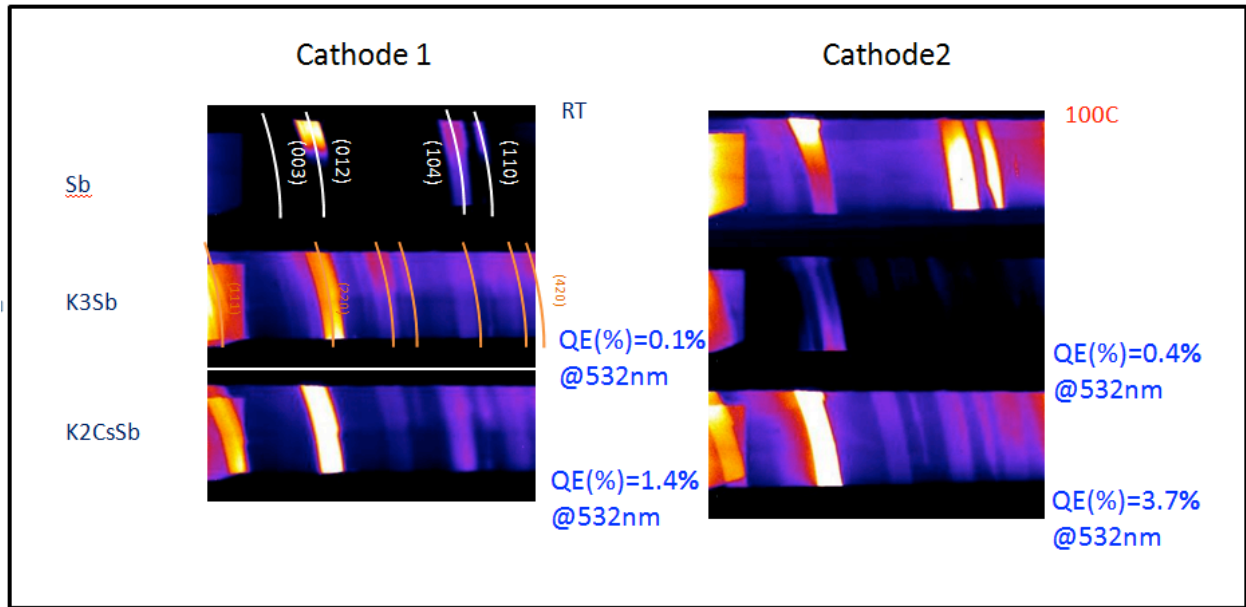 Cathode 1
Cathode2
RT
100C
Sb
(003)
(012)
(104)
(110)
K3Sb
(111)
(220)
(420)
QE(%)=0.1%
@532nm
QE(%)=0.4%
@532nm
K2CsSb
QE(%)=1.4%
@532nm
QE(%)=3.7%
@532nm